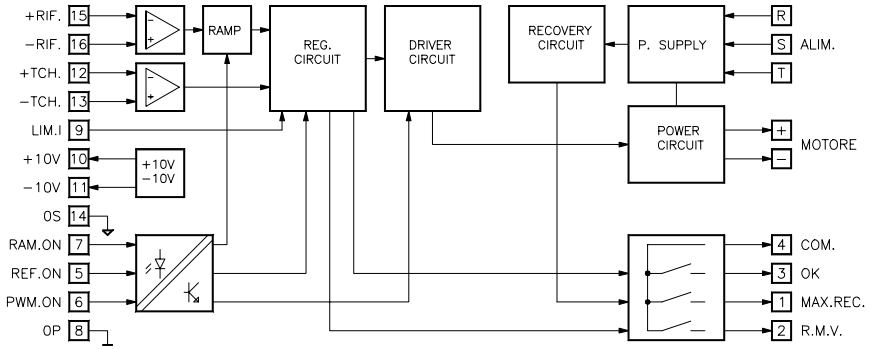 +RIF. 15
-RIF. 16
+TCH. 12
-TCH. 13
LIM.I 9
+10V 10
-10V 11
0S 14
RAM.ON 7
REF.ON 5
PWM.ON 6
0P 8
RAMP
+10V
-10V
REG.
CIRCUIT
DRIVER
CIRCUIT
RECOVERY
CIRCUIT
P. SUPPLY
POWER
CIRCUIT
R
S ALIM.
T
+
- MOTORE
4 COM.
3 OK
1 MAX.REC.
2 R.M.V.